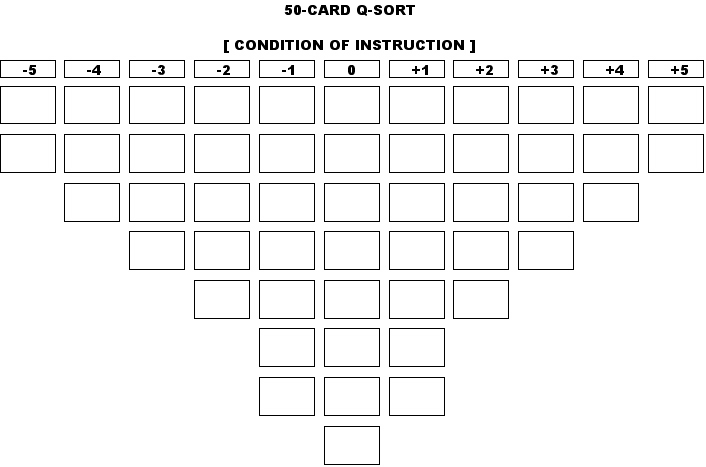 50-CARD Q-SORT
[ CONDITION OF INSTRUCTION ]
-5 -4 -3 -2 -1 0 +1 +2 +3 +4 +5